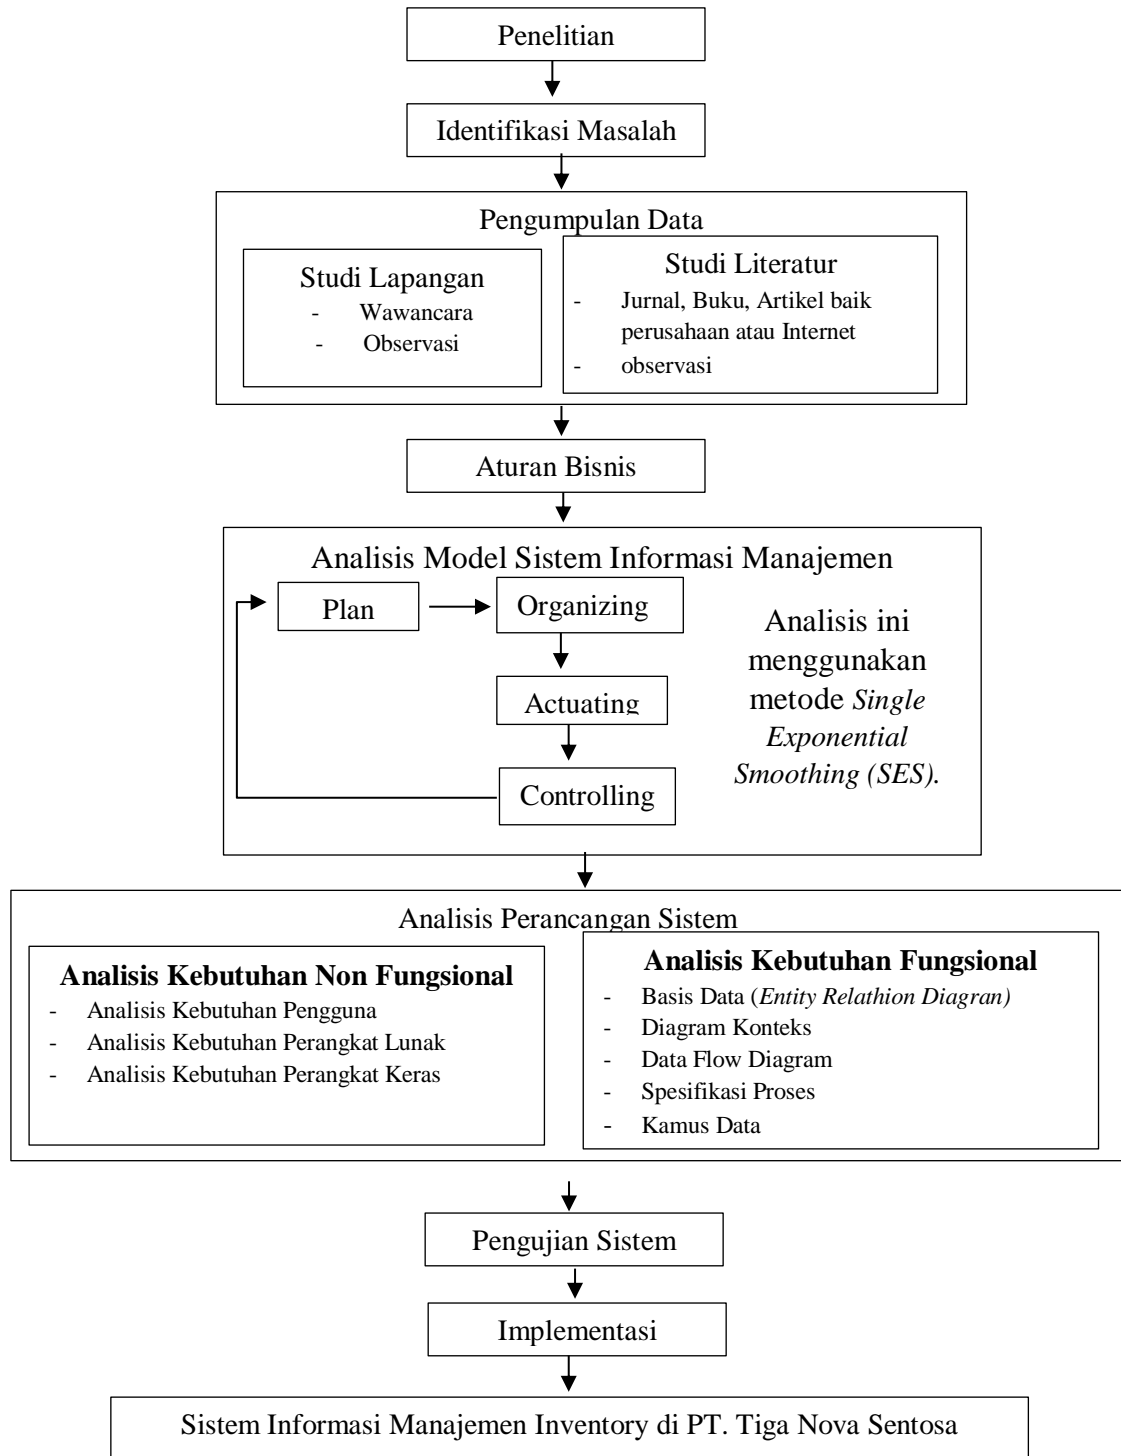 Penelitian
Identifikasi Masalah
Pengumpulan Data
Studi Lapangan
- Wawancara
- Observasi
Studi Literatur
- Jurnal, Buku, Artikel baik
perusahaan atau Internet
- observasi
Aturan Bisnis
Analisis Model Sistem Informasi Manajemen
Plan
Organizing
Actuating
Controlling
Analisis ini
menggunakan
metode Single
Exponential
Smoothing (SES).
Analisis Perancangan Sistem
Analisis Kebutuhan Non Fungsional
- Analisis Kebutuhan Pengguna
- Analisis Kebutuhan Perangkat Lunak
- Analisis Kebutuhan Perangkat Keras
Analisis Kebutuhan Fungsional
- Basis Data (Entity Relathion Diagran)
- Diagram Konteks
- Data Flow Diagram
- Spesifikasi Proses
- Kamus Data
Pengujian Sistem
Implementasi
Sistem Informasi Manajemen Inventory di PT. Tiga Nova Sentosa